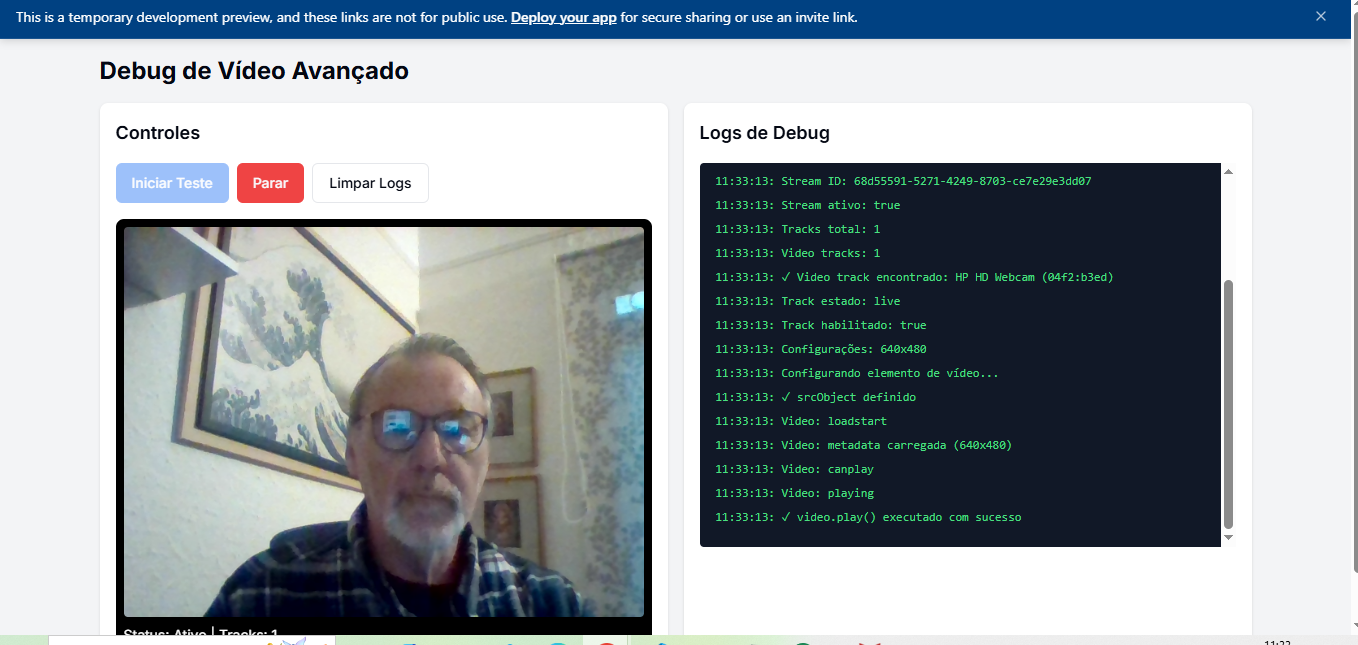 This is a temporary development preview, and these links are not for public use. Deploy your app for secure sharing or use an invite link.
Debug de Vídeo Avançado
Controles
Iniciar Teste
Parar
Limpar Logs
Status: Ativo | Tracks: 1
Logs de Debug
11:33:13: Stream ID: 68d55591-5271-4249-8703-ce7e29e3dd07
11:33:13: Stream ativo: true
11:33:13: Tracks total: 1
11:33:13: Video tracks: 1
11:33:13: ✓ Video track encontrado: HP HD Webcam (04f2:b3ed)
11:33:13: Track estado: live
11:33:13: Track habilitado: true
11:33:13: Configurações: 640x480
11:33:13: Configurando elemento de vídeo...
11:33:13: ✓ srcObject definido
11:33:13: Video: loadstart
11:33:13: Video: metadata carregada (640x480)
11:33:13: Video: canplay
11:33:13: Video: playing
11:33:13: ✓ video.play() executado com sucesso